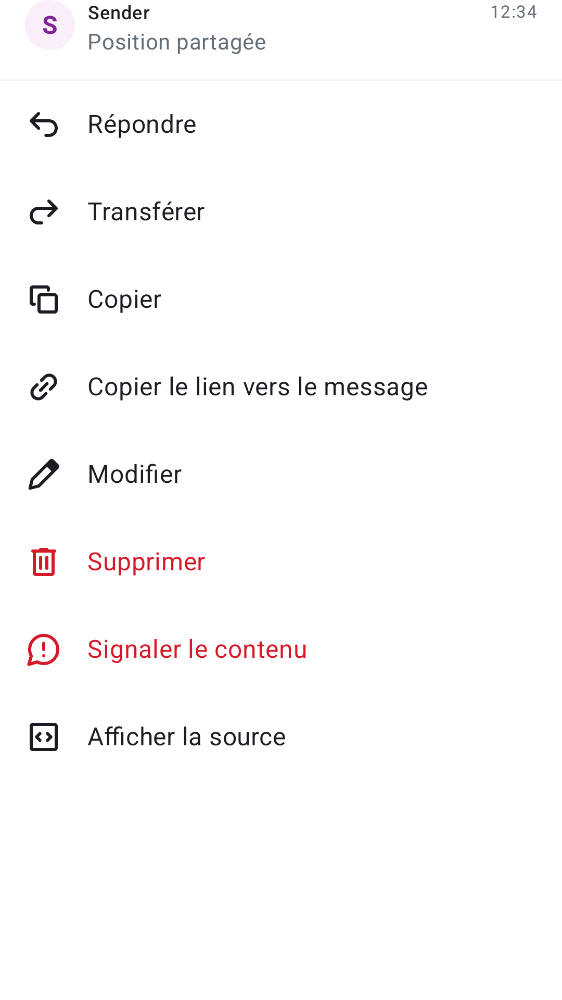 S
Sender
12:34
Position partagée
Répondre
Transférer
Copier
Copier le lien vers le message
Modifier
Supprimer
Signaler le contenu
Afficher la source